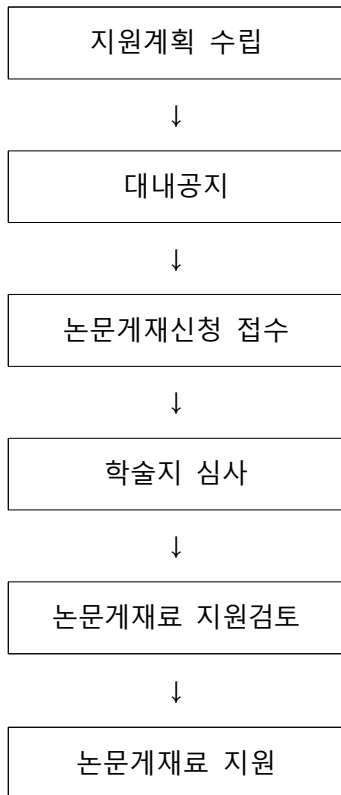 지원계획 수립
↓
대내공지
↓
논문게재신청 접수
↓
학술지 심사
↓
논문게재료 지원검토
↓
논문게재료 지원